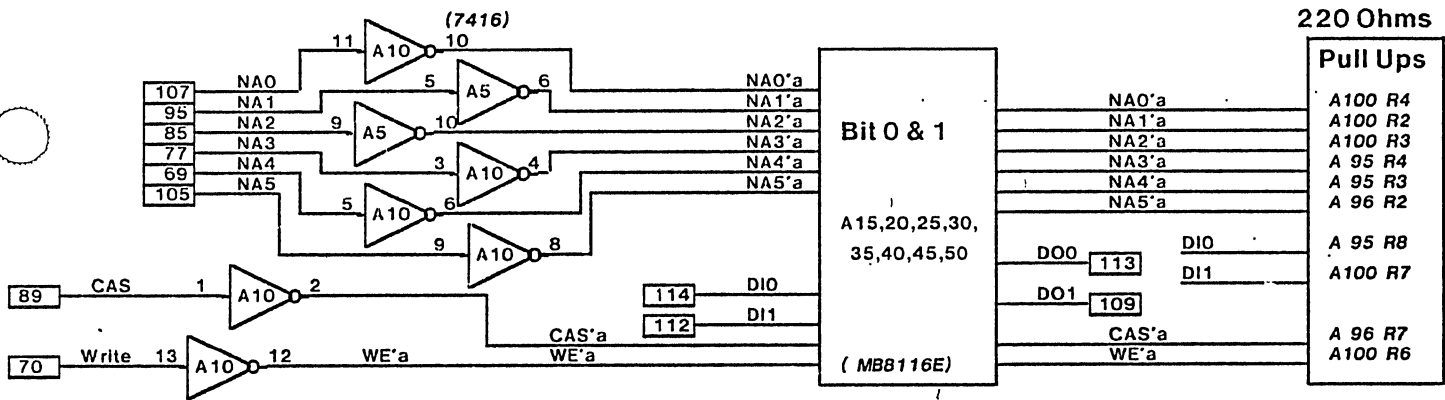 (7416)
220 Ohms
Pull Ups
11 A10 10
107 NA0 5 A5 6 NA0'a
95 NA1 NA1'a NA0'a A100 R4
85 NA2 9 A5 10 NA2'a NA1'a A100 R2
77 NA3 3 A10 4 NA3'a NA2'a A100 R3
69 NA4 NA4'a NA3'a A 95 R4
105 NA5 5 A10 6 NA5'a NA4'a A 95 R3
NA5'a A 96 R2
Bit 0 & 1
A15,20,25,30,
35,40,45,50
9 A10 8
DI0 A 95 R8
DO0 113
DI1 A100 R7
89 CAS 1 A10 2
114 DI0
DO1 109
112 DI1
CAS'a CAS'a A 96 R7
70 Write 13 A10 12 WE'a WE'a WE'a A100 R6
( MB8116E)